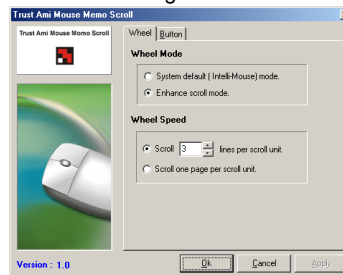 Trust Ami Mouse Memo Scroll
Trust Ami Mouse Momo Scroll
Wheel
Button
Wheel Mode
System default ( Intelli-Mouse) mode.
Enhance scroll mode.
Wheel Speed
Scroll 3 lines per scroll unit.
Scroll one page per scroll unit.
Version : 1.0
Ok
Cancel
Apply